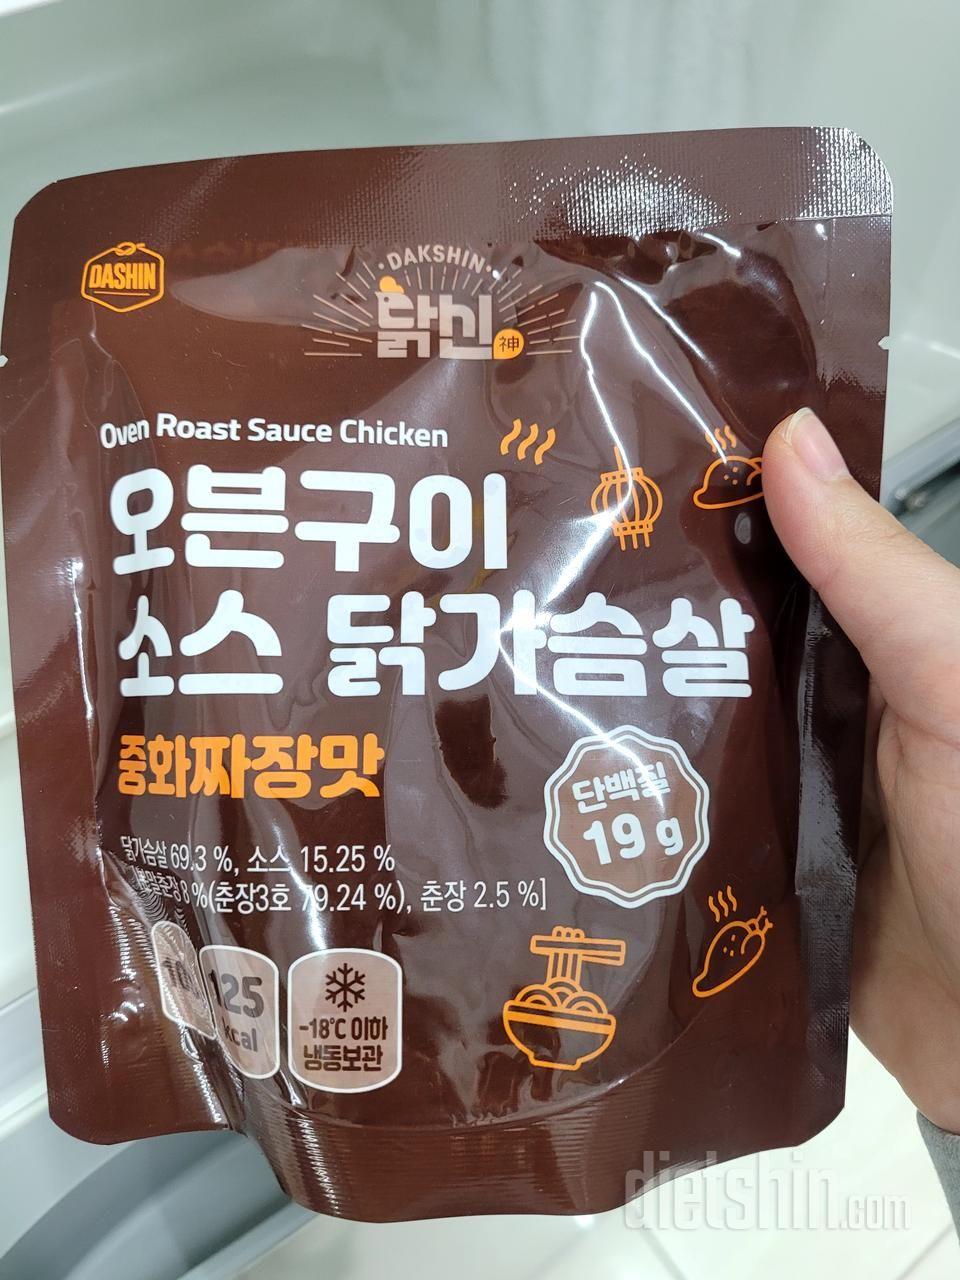 DASHIN
DAKSHIN
닭신
神
Oven Roast Sauce Chicken
오븐구이
소스 닭가슴살
중화짜장맛
단백질
19 g
닭가슴살 69.3 %, 소스 15.25 %
8 %(춘장3호 79.24 %), 춘장 2.5 %]
125
kcal
-18℃ 이하
냉동보관
dietshin.com